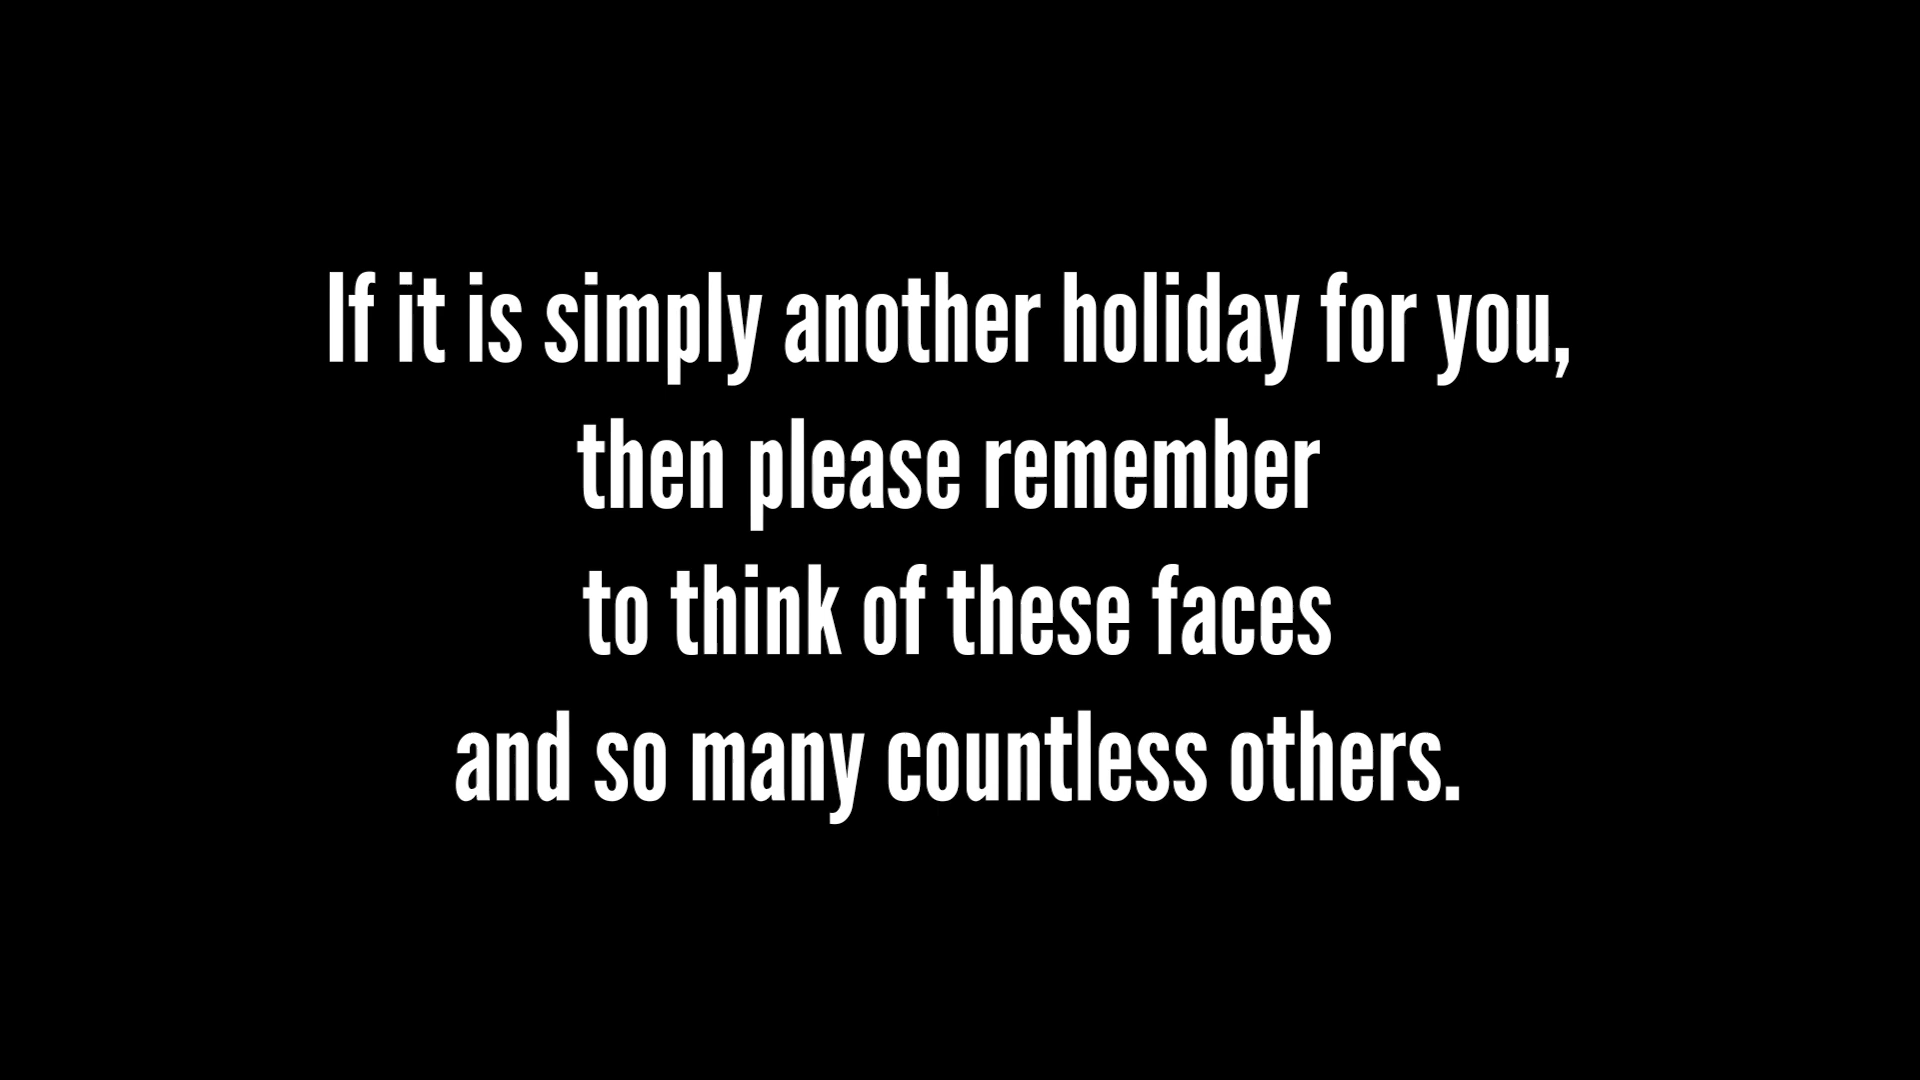 If it is simply another holiday for you,
then please remember
to think of these faces
and so many countless others.